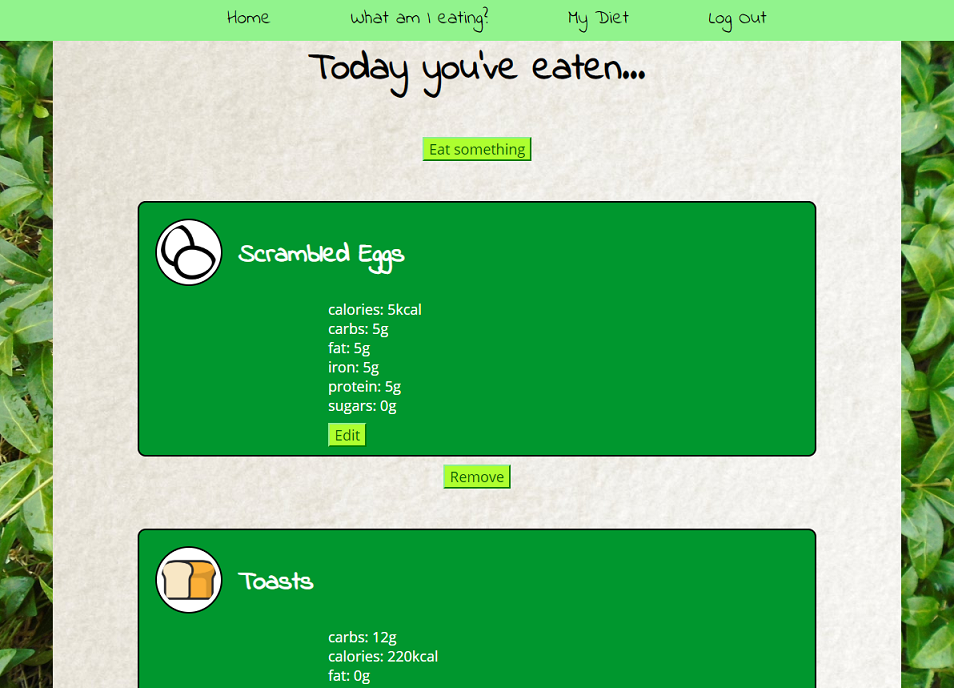 Home What am I eating? My Diet Log Out
Today you've eaten...
Eat something
Scrambled Eggs
calories: 5kcal
carbs: 5g
fat: 5g
iron: 5g
protein: 5g
sugars: 0g
Edit
Remove
Toasts
carbs: 12g
calories: 220kcal
fat: 0g